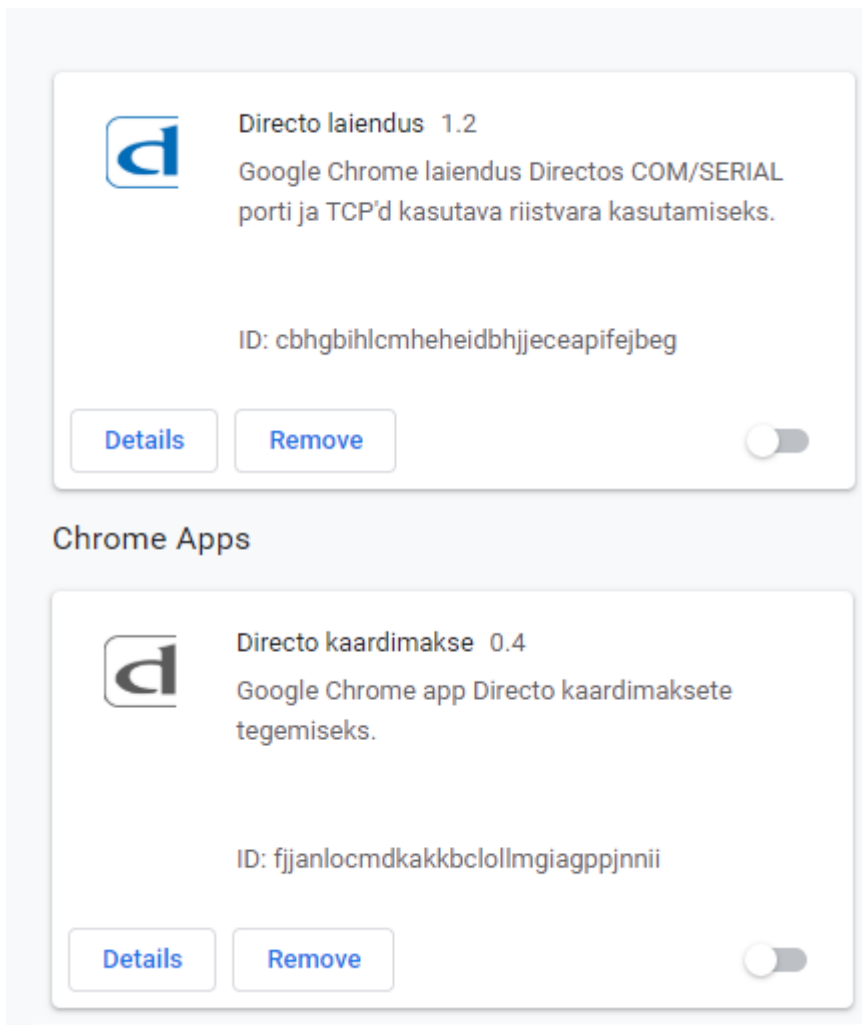 Directo laiendus 1.2
Google Chrome laiendus Directos COM/SERIAL
porti ja TCP'd kasutava riistvara kasutamiseks.
ID: cbhgbihlcmheheidbhjjeceapifejbeg
Details Remove
Chrome Apps
Directo kaardimakse 0.4
Google Chrome app Directo kaardimaksete
tegemiseks.
ID: fjjanlocmdkakkbclollmgiagppjnnii
Details Remove